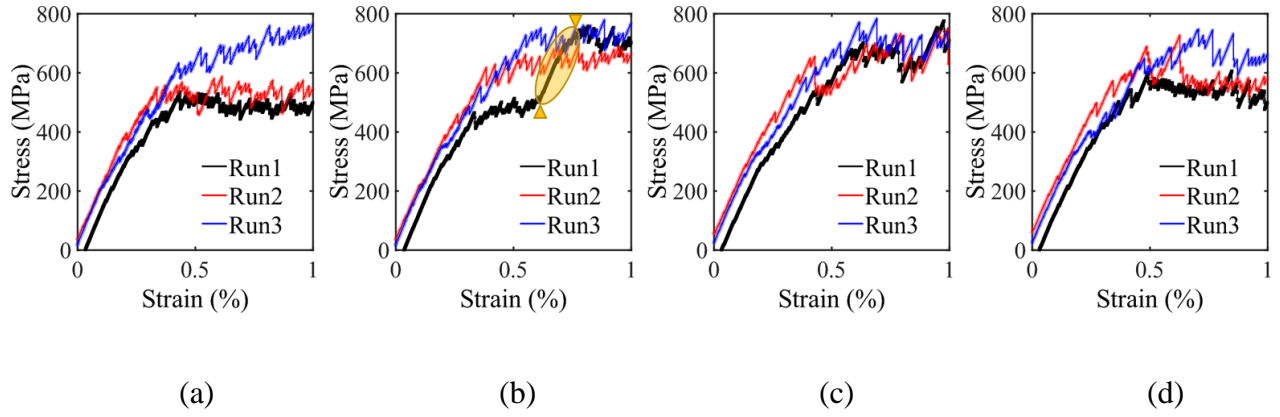 800
600
400
200
0
Stress (MPa)
Run1
Run2
Run3
0
0.5
1
Strain (%)
(a)
800
600
400
200
0
Stress (MPa)
Run1
Run2
Run3
0
0.5
1
Strain (%)
(b)
800
600
400
200
0
Stress (MPa)
Run1
Run2
Run3
0
0.5
1
Strain (%)
(c)
800
600
400
200
0
Stress (MPa)
Run1
Run2
Run3
0
0.5
1
Strain (%)
(d)